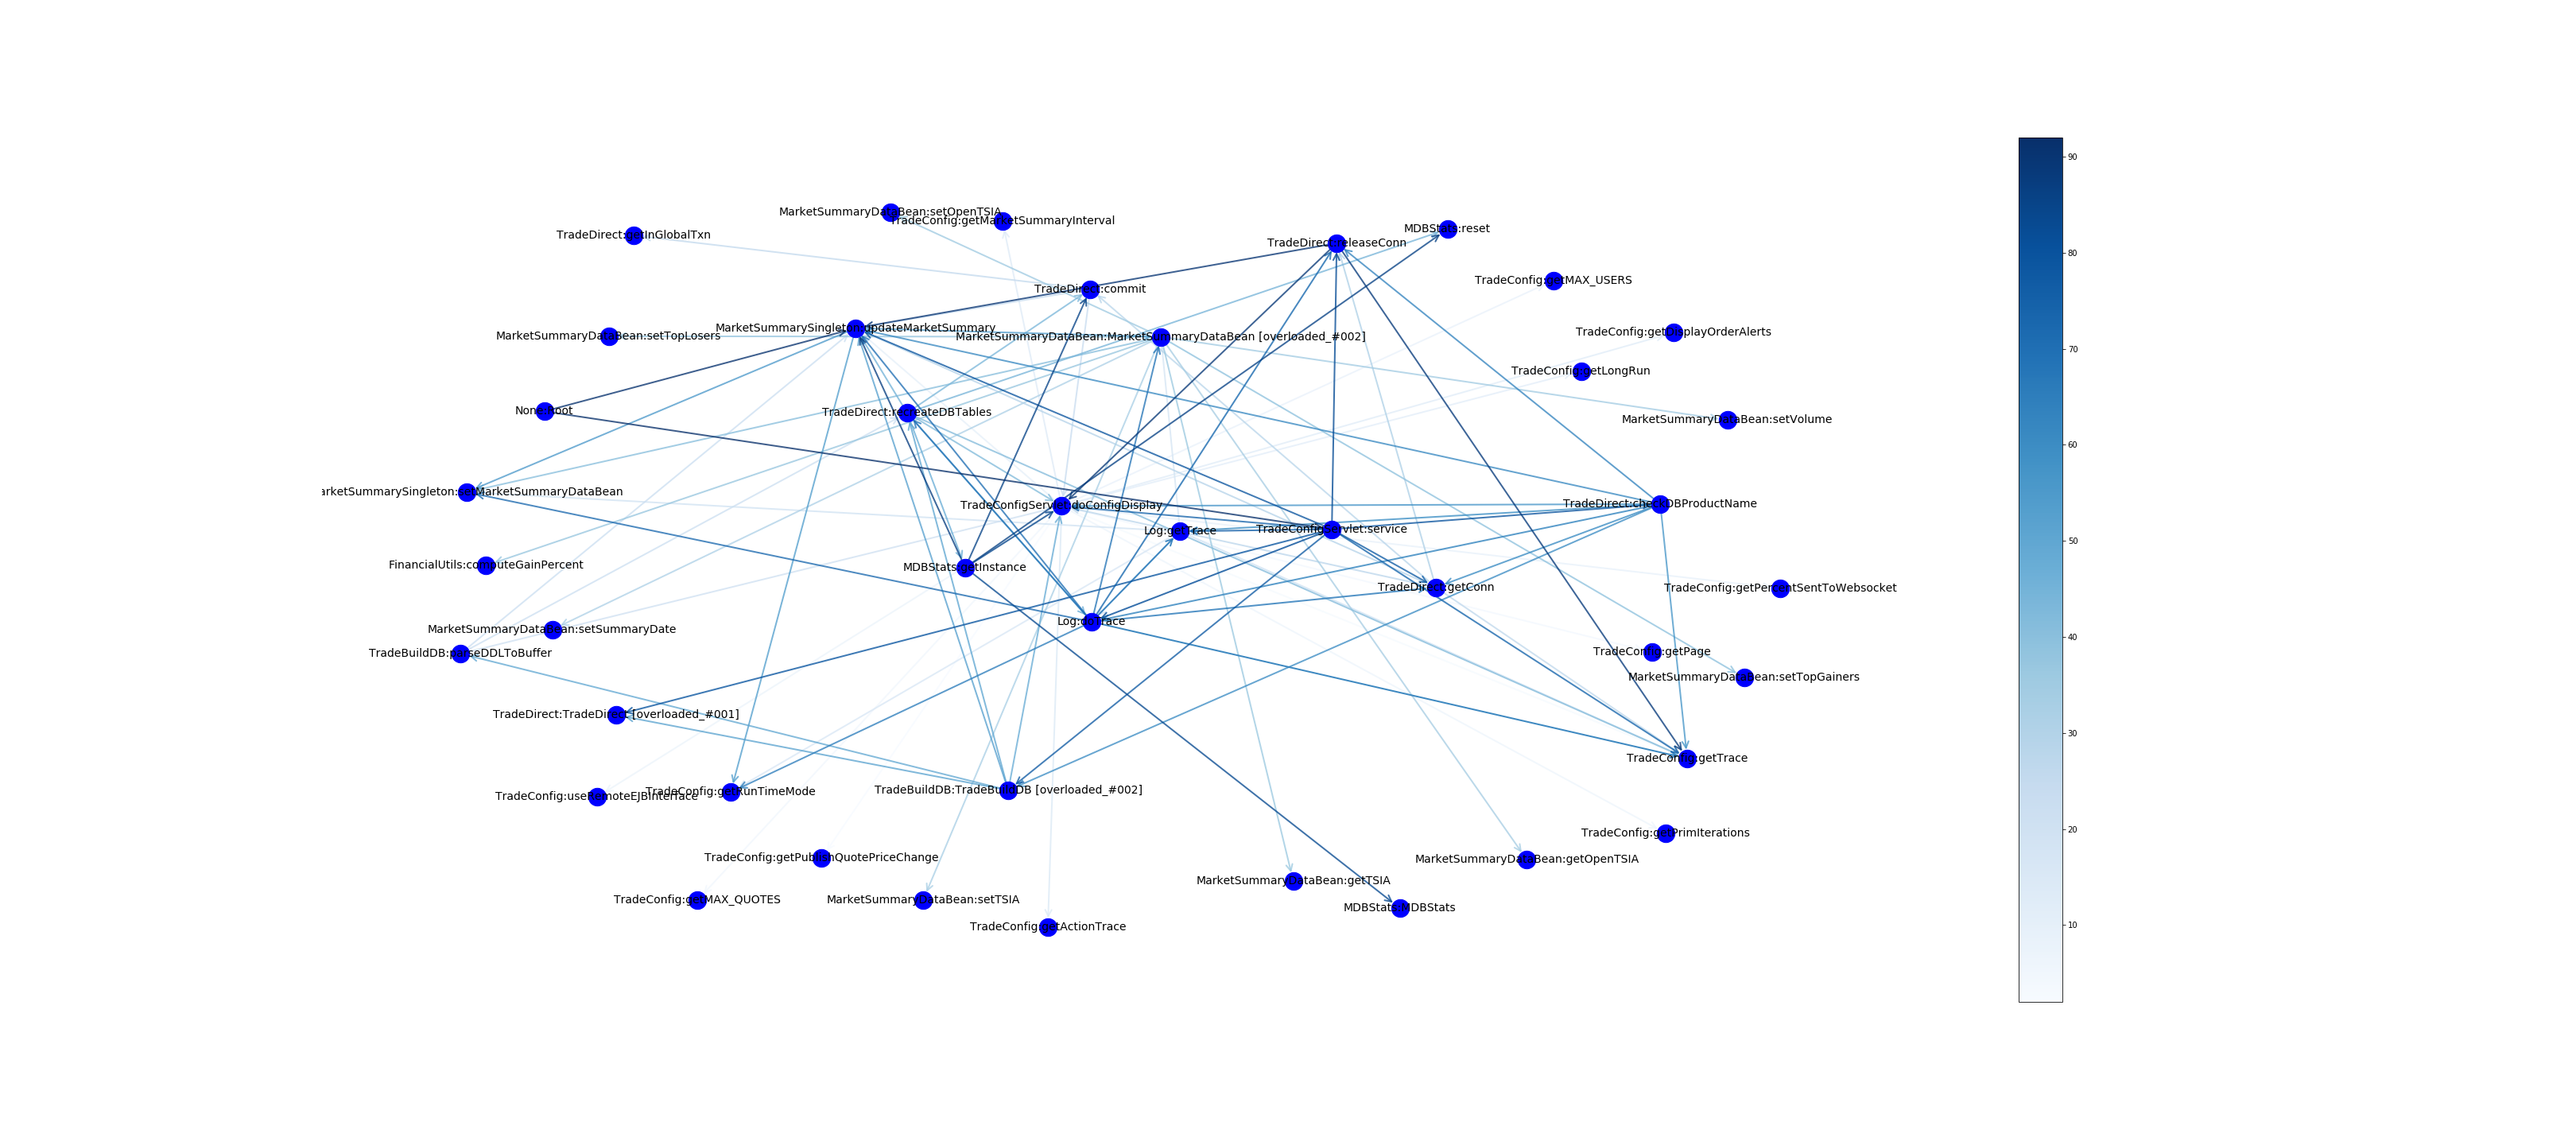 MarketSummaryDataBean:setOpenTSIA
TradeConfig:getMarketSummaryInterval
TradeDirect:getInGlobalTxn
MDBStats:reset
TradeDirect:releaseConn
TradeConfig:getMAX_USERS
TradeDirect:commit
MarketSummarySingleton:updateMarketSummary
TradeConfig:getDisplayOrderAlerts
MarketSummaryDataBean:setTopLosers
MarketSummaryDataBean:MarketSummaryDataBean [overloaded_#002]
TradeConfig:getLongRun
None:Root
TradeDirect:recreateDBTables
MarketSummaryDataBean:setVolume
arketSummarySingleton:setMarketSummaryDataBean
TradeConfigServlet:doConfigDisplay
TradeDirect:checkDBProductName
Log:getTrace
TradeConfigServlet:service
FinancialUtils:computeGainPercent
MDBStats:getInstance
TradeDirect:getConn
TradeConfig:getPercentSentToWebsocket
Log:doTrace
MarketSummaryDataBean:setSummaryDate
TradeBuildDB:parseDDLToBuffer
TradeConfig:getPage
MarketSummaryDataBean:setTopGainers
TradeDirect:TradeDirect [overloaded_#001]
TradeConfig:getTrace
TradeConfig:useRemoteEJBInterface
TradeConfig:getRunTimeMode
TradeBuildDB:TradeBuildDB [overloaded_#002]
TradeConfig:getPrimIterations
TradeConfig:getPublishQuotePriceChange
MarketSummaryDataBean:getOpenTSIA
MarketSummaryDataBean:getTSIA
TradeConfig:getMAX_QUOTES
MarketSummaryDataBean:setTSIA
MDBStats:MDBStats
TradeConfig:getActionTrace
90
80
70
60
50
40
30
20
10